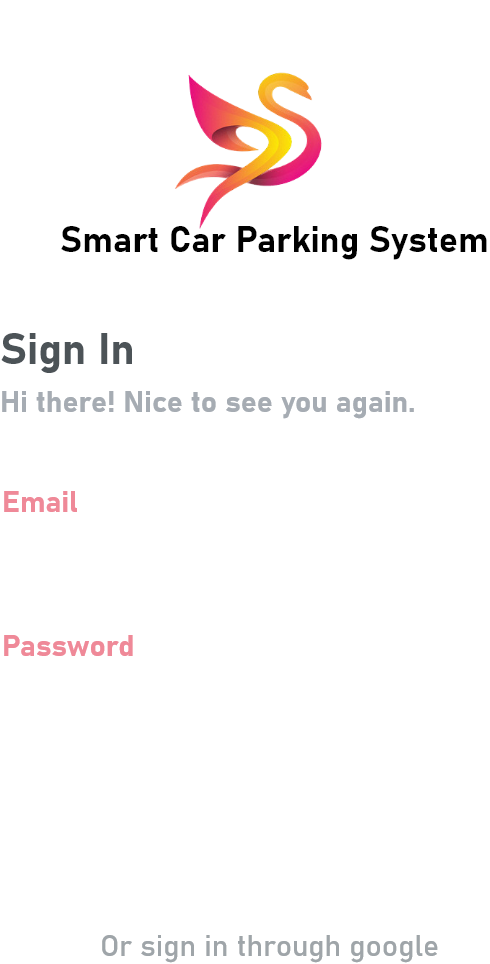 Smart Car Parking System
Sign In
Hi there! Nice to see you again.
Email
Password
Or sign in through google